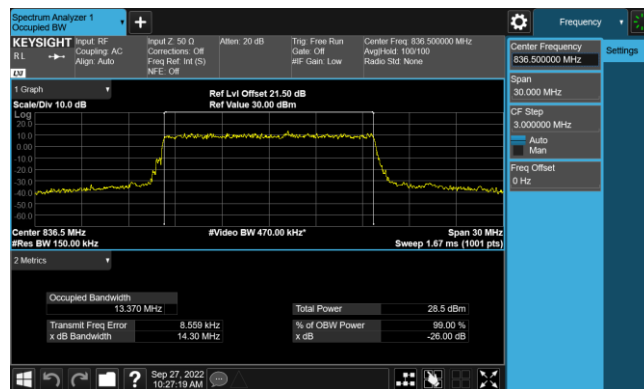 Spectrum Analyzer 1
Occupied BW
Frequency
KEYSIGHT
RL
LXI
Input: RF
Coupling: AC
Align: Auto
Input Z: 50 Ω
Corrections: Off
Freq Ref: Int (S)
NFE: Off
Atten: 20 dB
Trig: Free Run
Gate: Off
#IF Gain: Low
Center Freq: 836.500000 MHz
Avg|Hold: 100/100
Radio Std: None
Center Frequency
836.500000 MHz
Settings
Span
30.000 MHz
CF Step
3.000000 MHz
Auto
Man
Freq Offset
0 Hz
1 Graph
Scale/Div 10.0 dB
Ref Lvl Offset 21.50 dB
Ref Value 30.00 dBm
Log
20.0
10.0
0.00
-10.0
-20.0
-30.0
-40.0
-50.0
-60.0
Center 836.5 MHz
#Video BW 470.00 kHz*
Span 30 MHz
#Res BW 150.00 kHz
Sweep 1.67 ms (1001 pts)
2 Metrics
Occupied Bandwidth
13.370 MHz
Total Power 28.5 dBm
Transmit Freq Error 8.559 kHz
% of OBW Power 99.00 %
x dB Bandwidth 14.30 MHz
x dB -26.00 dB
?
Sep 27, 2022
10:27:19 AM